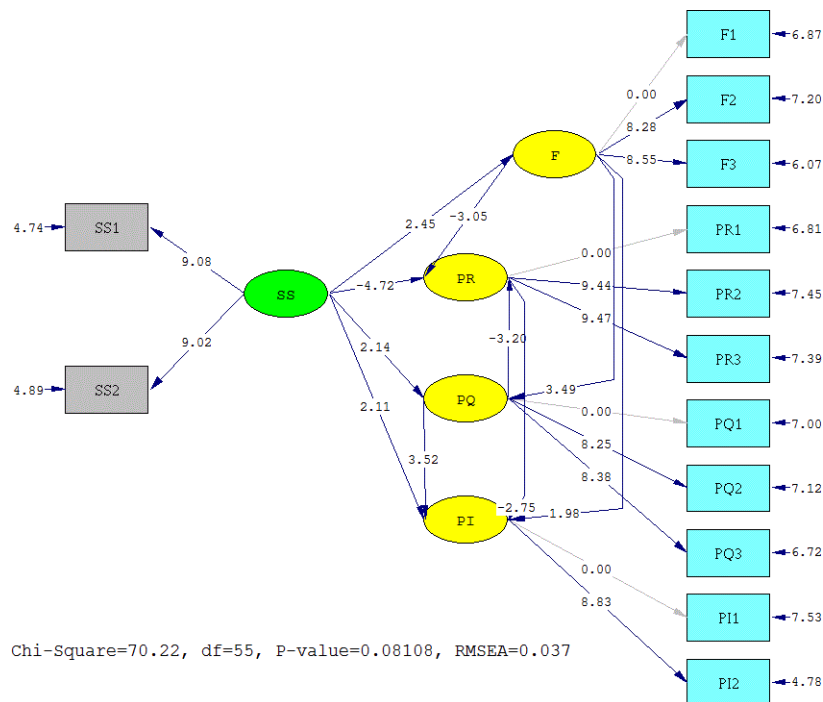 F1
6.87
0.00
F2
7.20
8.28
F
8.55
F3
6.07
4.74
SS1
2.45
-3.05
PR1
6.81
9.08
0.00
SS
-4.72
PR
9.44
PR2
7.45
9.47
9.02
2.14
-3.20
PR3
7.39
4.89
SS2
2.11
PQ
3.49
0.00
PQ1
7.00
8.25
3.52
8.38
PQ2
7.12
-2.75
1.98
PI
PQ3
6.72
0.00
8.83
PI1
7.53
Chi-Square=70.22, df=55, P-value=0.08108, RMSEA=0.037
PI2
4.78